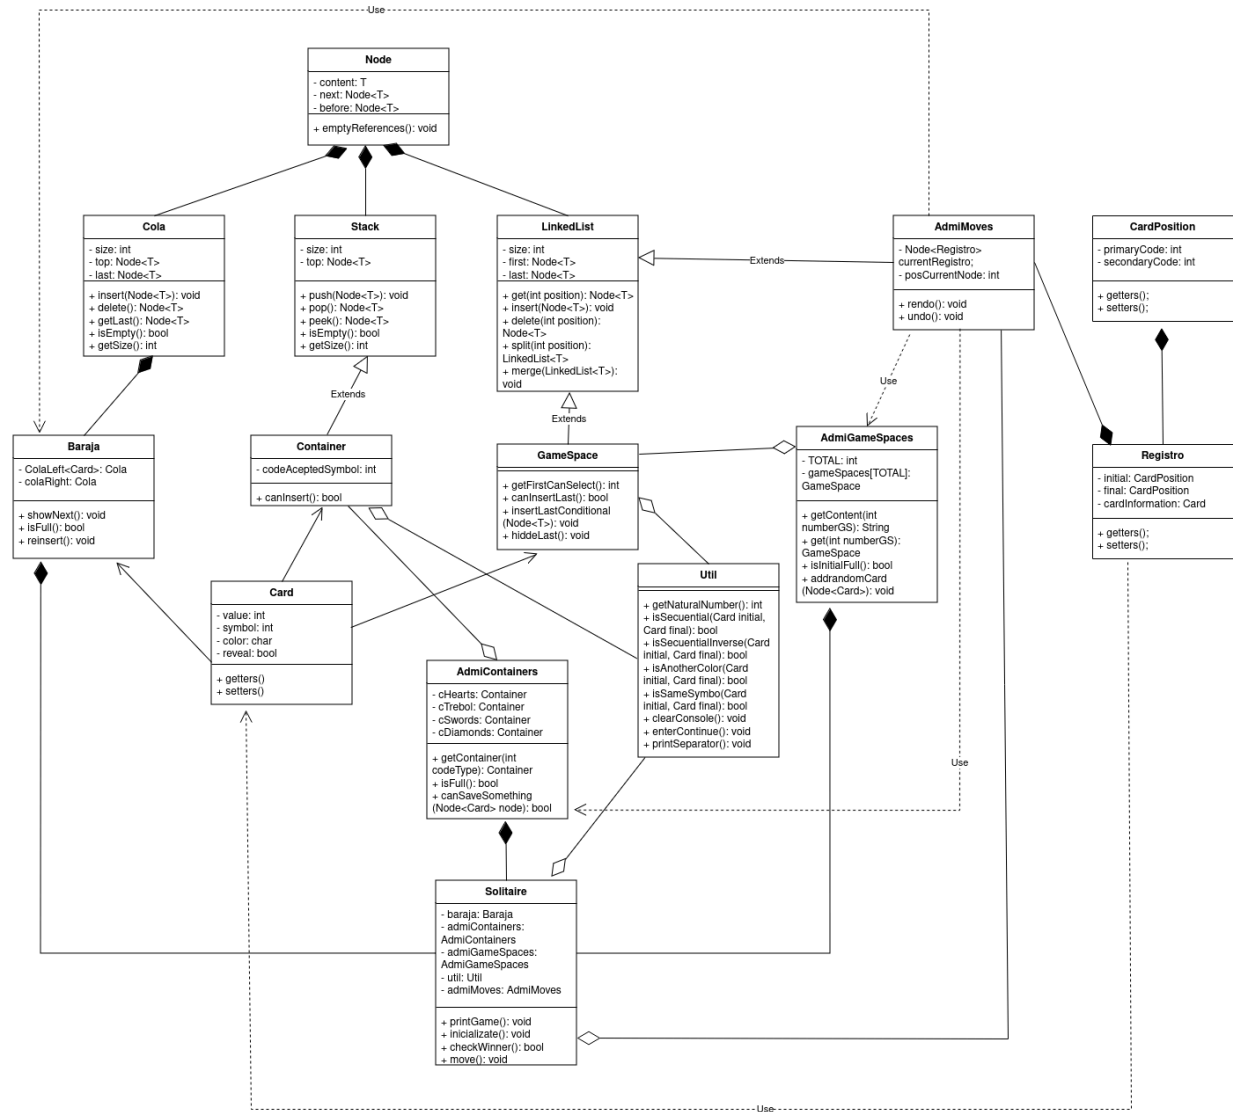 Use
Node
- content: T
- next: Node<T>
- before: Node<T>
+ emptyReferences(): void
Cola
- size: int
- top: Node<T>
- last: Node<T>
+ insert(Node<T>): void
+ delete(): Node<T>
+ getLast(): Node<T>
+ isEmpty(): bool
+ getSize(): int
Stack
- size: int
- top: Node<T>
+ push(Node<T>): void
+ pop(): Node<T>
+ peek(): Node<T>
+ isEmpty(): bool
+ getSize(): int
LinkedList
- size: int
- first: Node<T>
- last: Node<T>
+ get(int position): Node<T>
+ insert(Node<T>): void
+ delete(int position):
Node<T>
+ split(int position):
LinkedList<T>
+ merge(LinkedList<T>):
void
Extends
AdmiMoves
- Node<Registro>
currentRegistro;
- posCurrentNode: int
+ rendo(): void
+ undo(): void
CardPosition
- primaryCode: int
- secondaryCode: int
+ getters();
+ setters();
Extends
Extends
Use
Baraja
- ColaLeft<Card>: Cola
- colaRight: Cola
+ showNext(): void
+ isFull(): bool
+ reinsert(): void
Container
- codeAceptedSymbol: int
+ canInsert(): bool
GameSpace
+ getFirstCanSelect(): int
+ canInsertLast(): bool
+ insertLastConditional
(Node<T>): void
+ hiddeLast(): void
AdmiGameSpaces
- TOTAL: int
- gameSpaces[TOTAL]:
GameSpace
+ getContent(int
numberGS): String
+ get(int numberGS):
GameSpace
+ isInitialFull(): bool
+ addrandomCard
(Node<Card>): void
Registro
- initial: CardPosition
- final: CardPosition
- cardInformation: Card
+ getters();
+ setters();
Card
- value: int
- symbol: int
- color: char
- reveal: bool
+ getters()
+ setters()
Util
+ getNaturalNumber(): int
+ isSecuential(Card initial,
Card final): bool
+ isSecuentialInverse(Card
initial, Card final): bool
+ isAnotherColor(Card
initial, Card final): bool
+ isSameSymbo(Card
initial, Card final): bool
+ clearConsole(): void
+ enterContinue(): void
+ printSeparator(): void
AdmiContainers
- cHearts: Container
- cTrebol: Container
- cSwords: Container
- cDiamonds: Container
+ getContainer(int
codeType): Container
+ isFull(): bool
+ canSaveSomething
(Node<Card> node): bool
Use
Solitaire
- baraja: Baraja
- admiContainers:
AdmiContainers
- admiGameSpaces:
AdmiGameSpaces
- util: Util
- admiMoves: AdmiMoves
+ printGame(): void
+ inicializate(): void
+ checkWinner(): bool
+ move(): void
Use